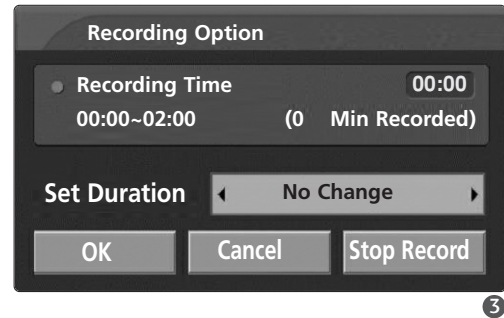 Recording Option
Recording Time 00:00
00:00~02:00 (0 Min Recorded)
Set Duration No Change
OK Cancel Stop Record
3